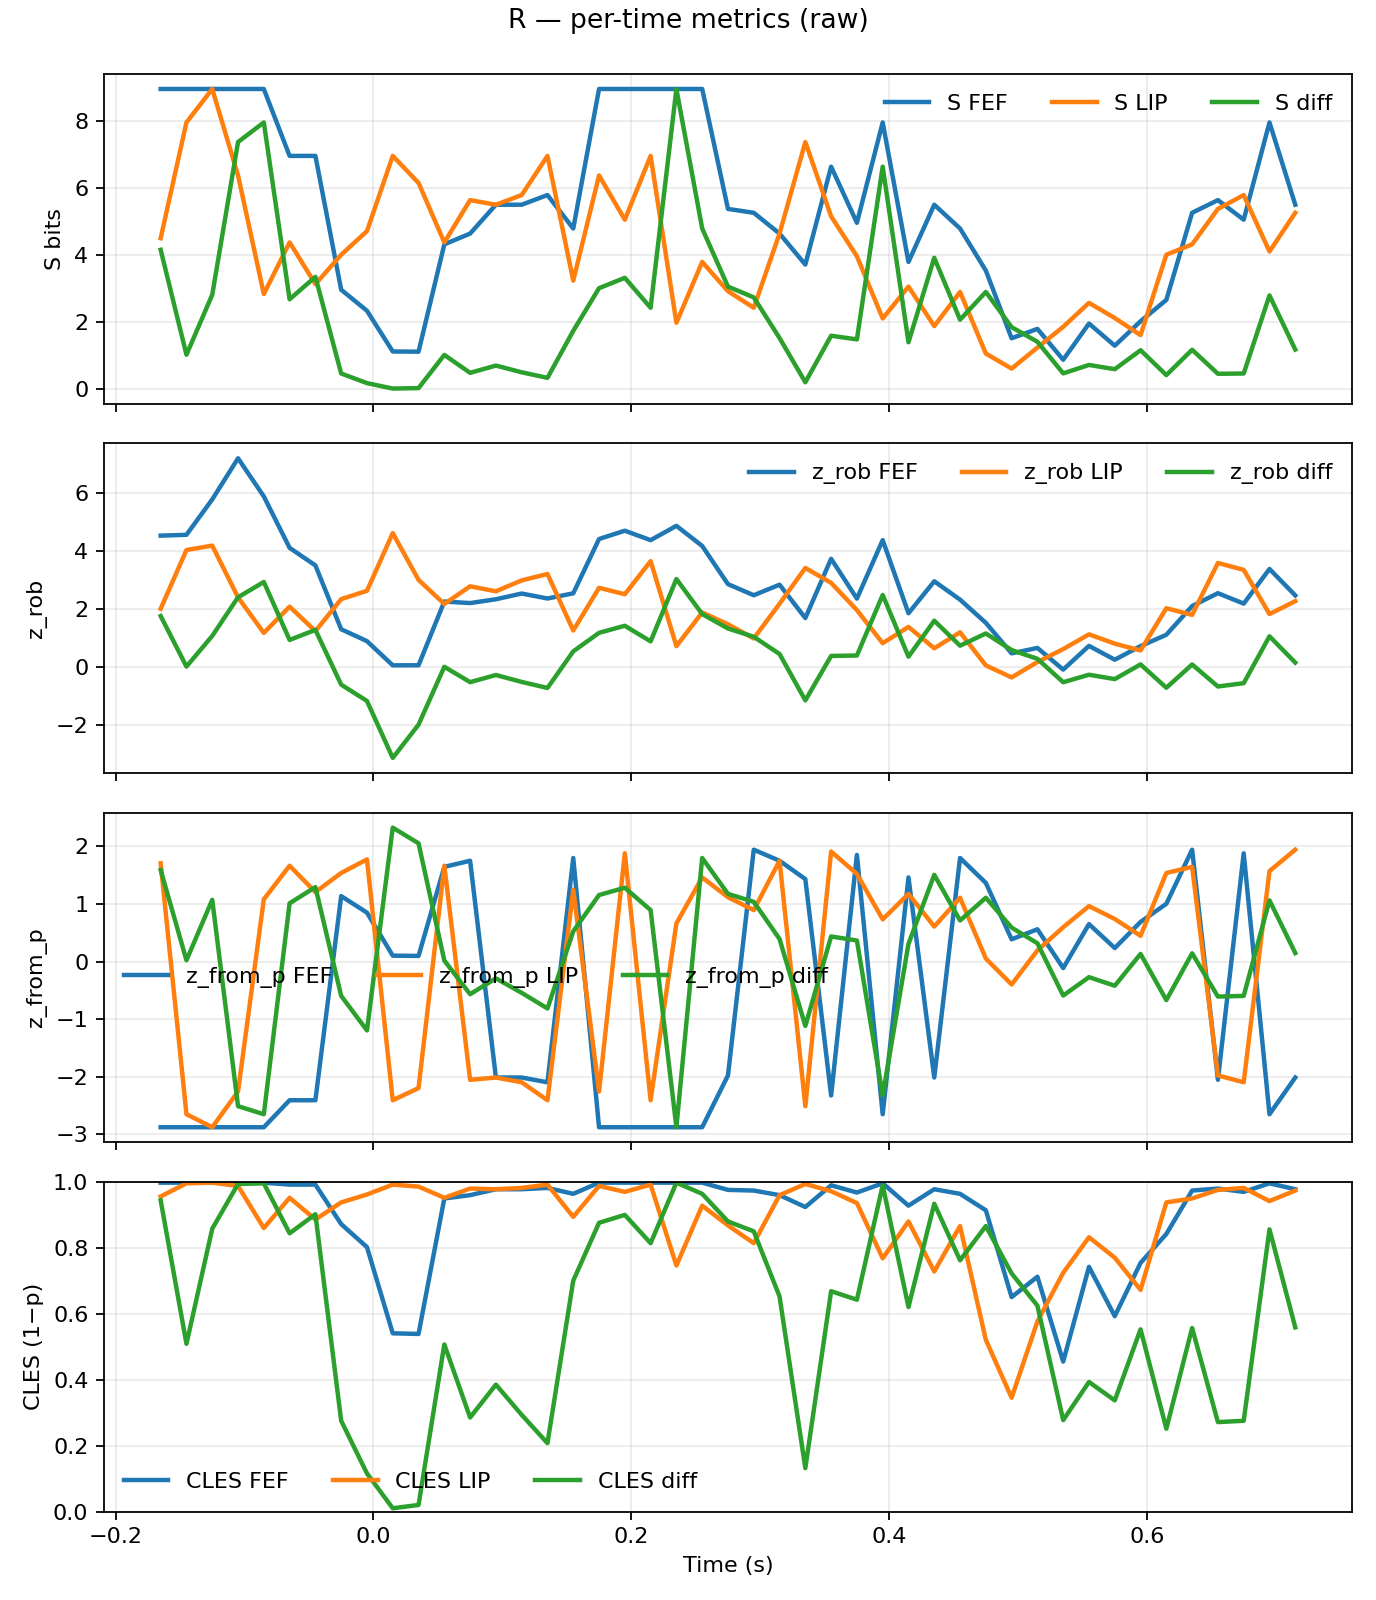 R — per-time metrics (raw)
S FEF S LIP S diff
8
6
4
2
0
S bits
z_rob FEF z_rob LIP z_rob diff
6
4
2
0
−2
z_rob
2
1
0
−1
−2
−3
z_from_p
z_from_p FEF z_from_p LIP z_from_p diff
1.0
0.8
0.6
0.4
0.2
0.0
CLES (1−p)
CLES FEF CLES LIP CLES diff
−0.2 0.0 0.2 0.4 0.6
Time (s)